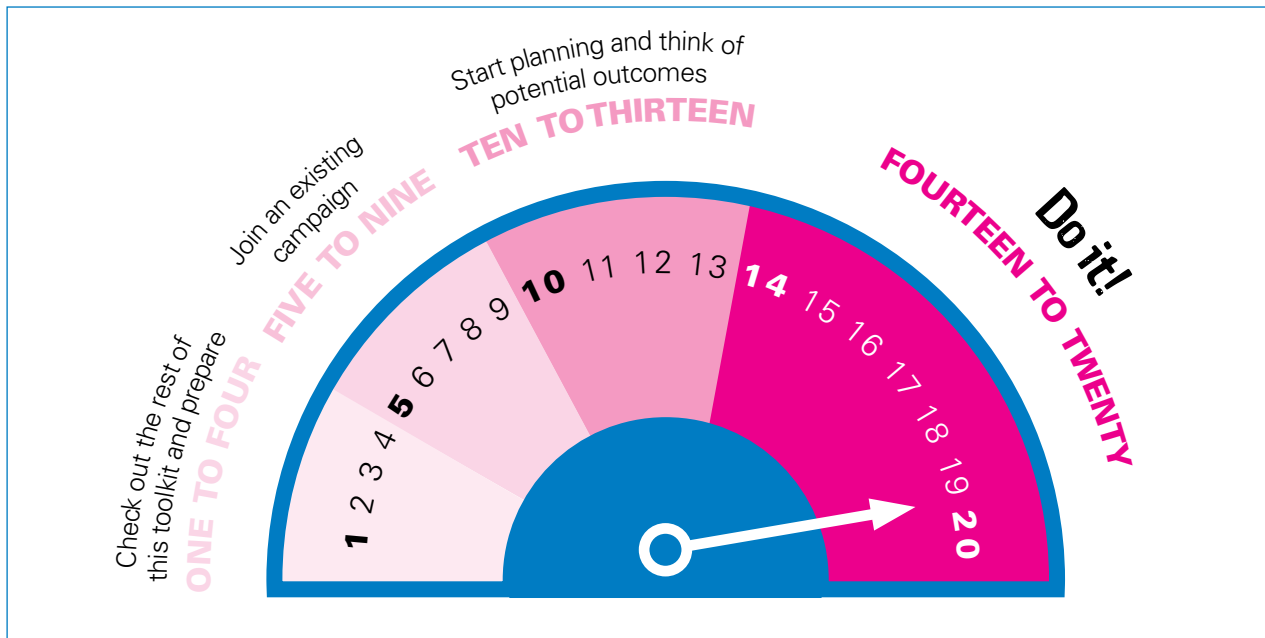 Check out the rest of
this toolkit and prepare
ONE TO FOUR
Join an existing
campaign
FIVE TO NINE
Start planning and think of
potential outcomes
TEN TO THIRTEEN
Do it!
FOURTEEN TO TWENTY
1 2 3 4 5 6 7 8 9 10 11 12 13 14 15 16 17 18 19 20